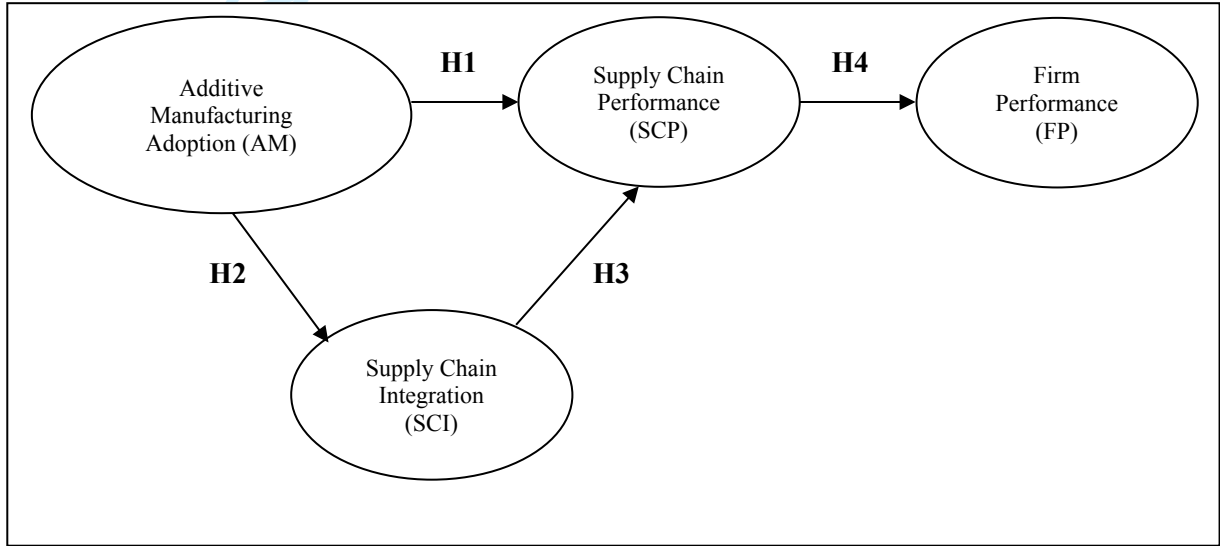 H1
H4
Additive
Manufacturing
Adoption (AM)
Supply Chain
Performance
(SCP)
Firm
Performance
(FP)
H2
H3
Supply Chain
Integration
(SCI)